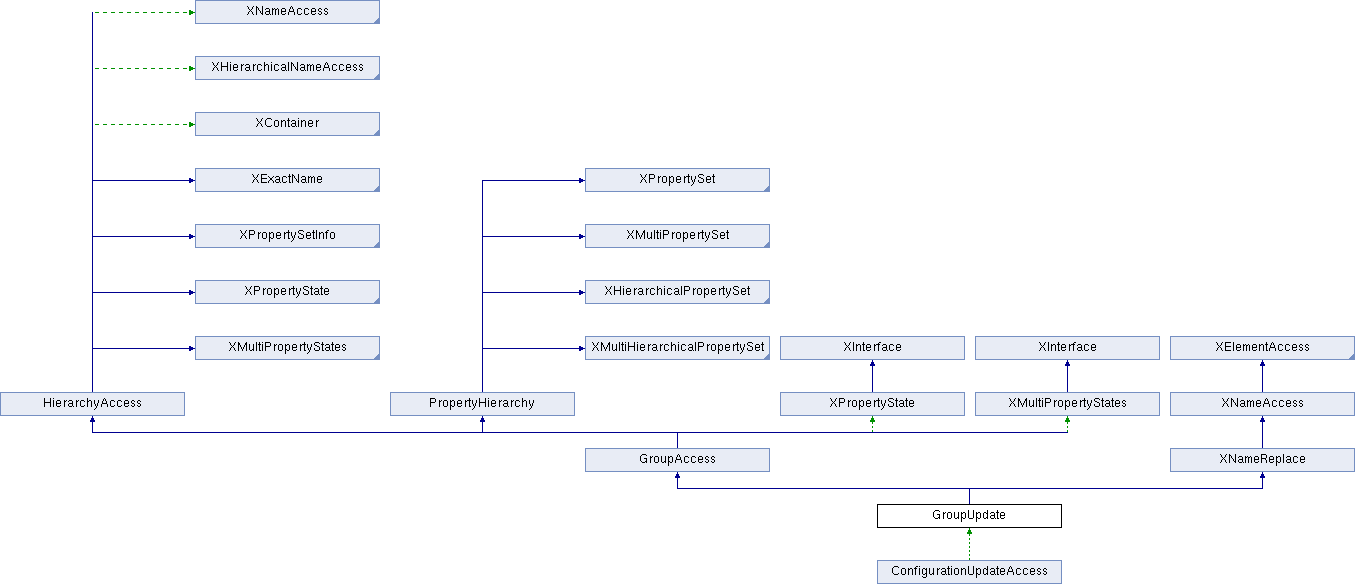 XNameAccess
XHierarchicalNameAccess
XContainer
XExactName
XPropertySet
XPropertySetInfo
XMultiPropertySet
XPropertyState
XHierarchicalPropertySet
XMultiPropertyStates
XMultiHierarchicalPropertySet
XInterface
XInterface
XElementAccess
HierarchyAccess
PropertyHierarchy
XPropertyState
XMultiPropertyStates
XNameAccess
GroupAccess
XNameReplace
GroupUpdate
ConfigurationUpdateAccess